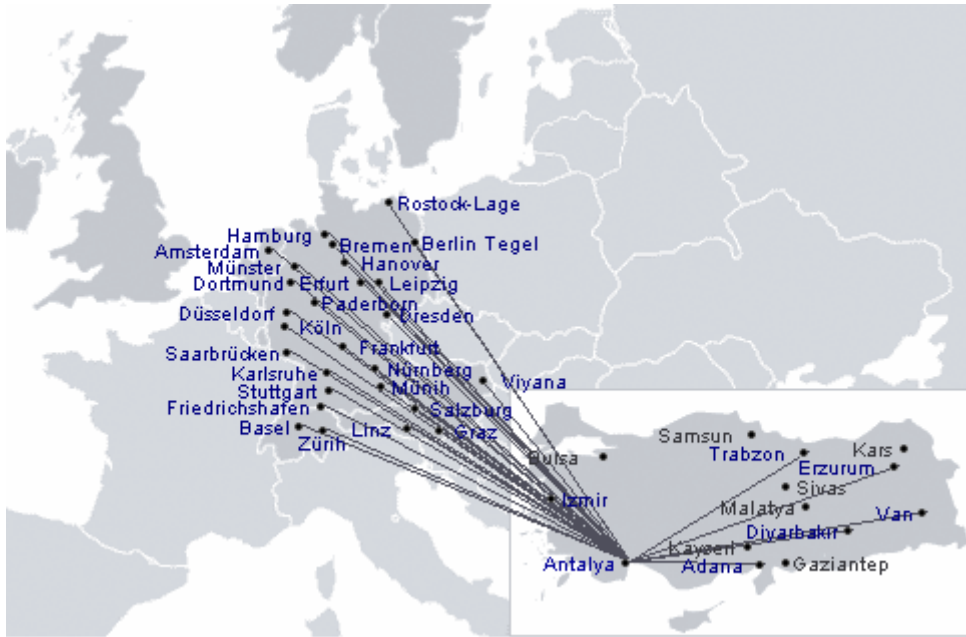 Rostock-Lage
Hamburg
Bremen
Berlin Tegel
Amsterdam
Hanover
Münster
Dortmund
Erfurt
Leipzig
Paderborn
Düsseldorf
Dresden
Köln
Frankfurt
Saarbrücken
Nürnberg
Karlsruhe
Viyana
Münih
Stuttgart
Friedrichshafen
Salzburg
Basel
Linz
Graz
Zürih
Samsun
Trabzon
Kars
Bursa
Erzurum
Sivas
Izmir
Malatya
Van
Diyarbakır
Kayseri
Antalya
Adana
Gaziantep